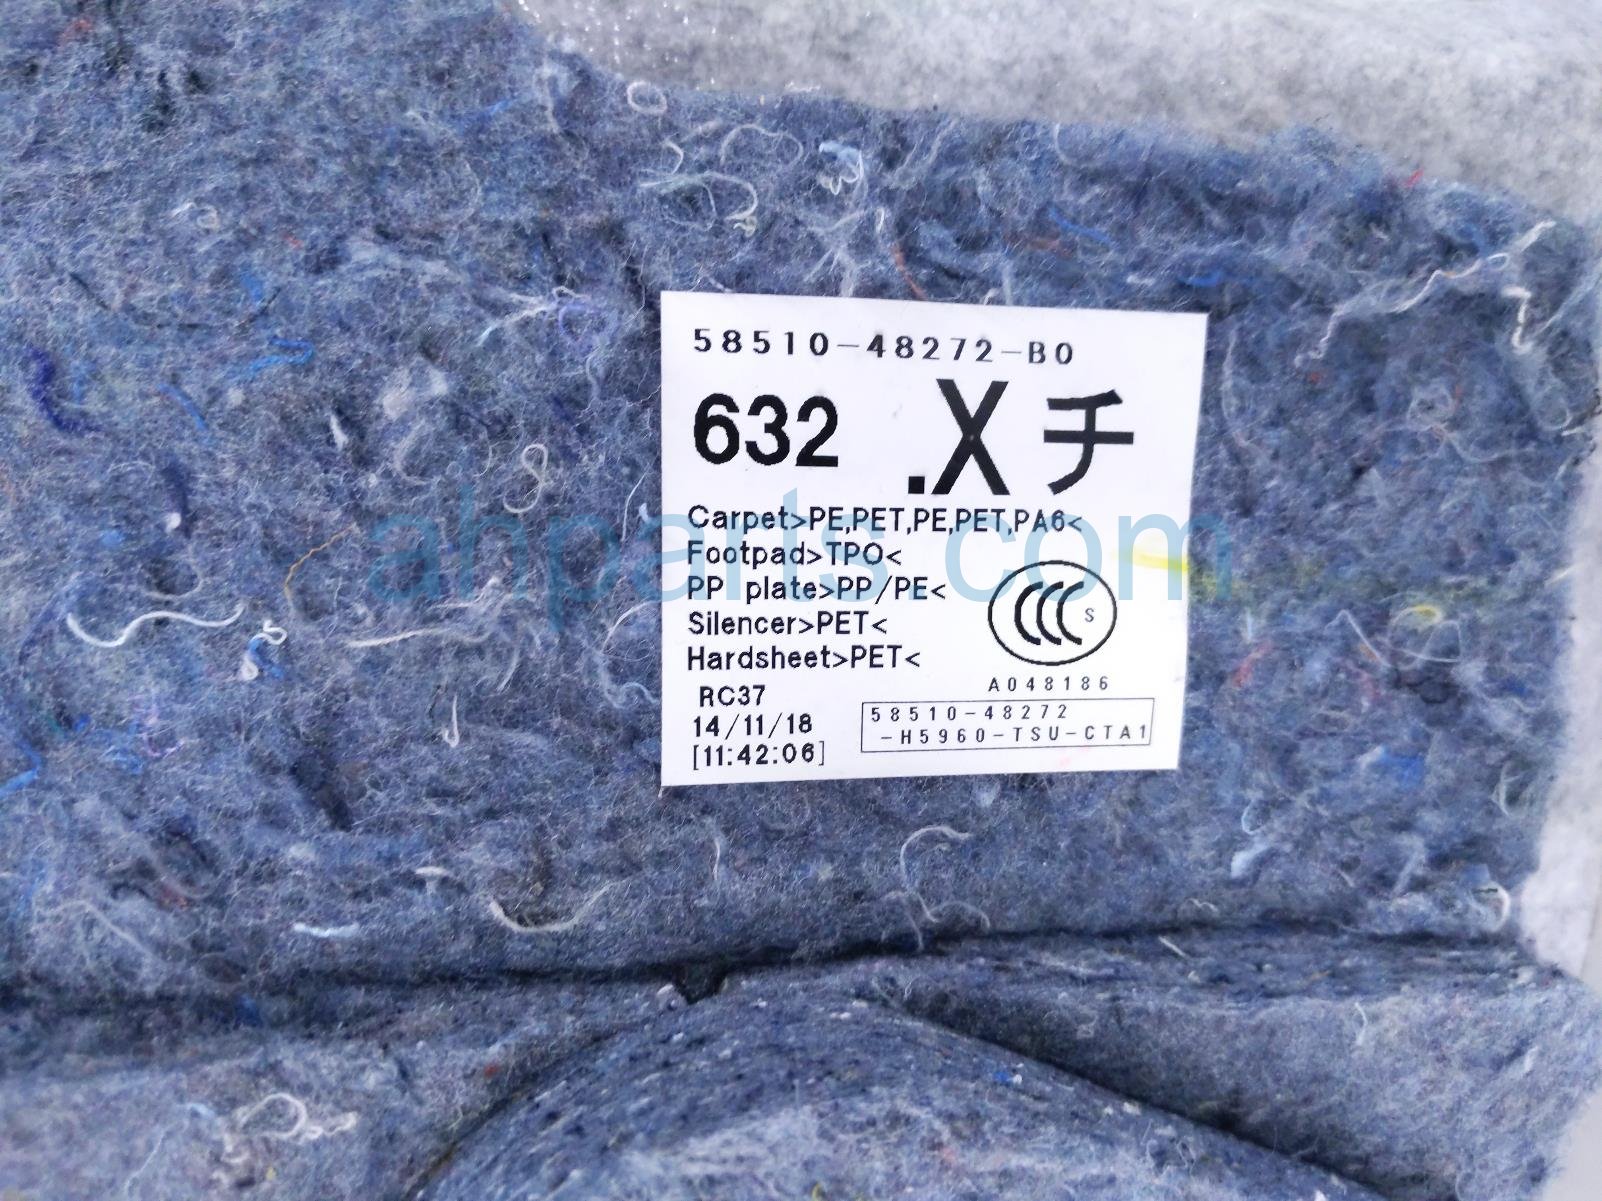 58510-48272-B0
632 .X チ
Carpet>PE,PET,PE,PET,PA6<
Footpad>TPO<
PP plate>PP/PE<
Silencer>PET<
Hardsheet>PET<
CCC S
A048186
RC37
14/11/18
[11:42:06]
58510-48272
-H5960-TSU-CTA1
ahparts.com